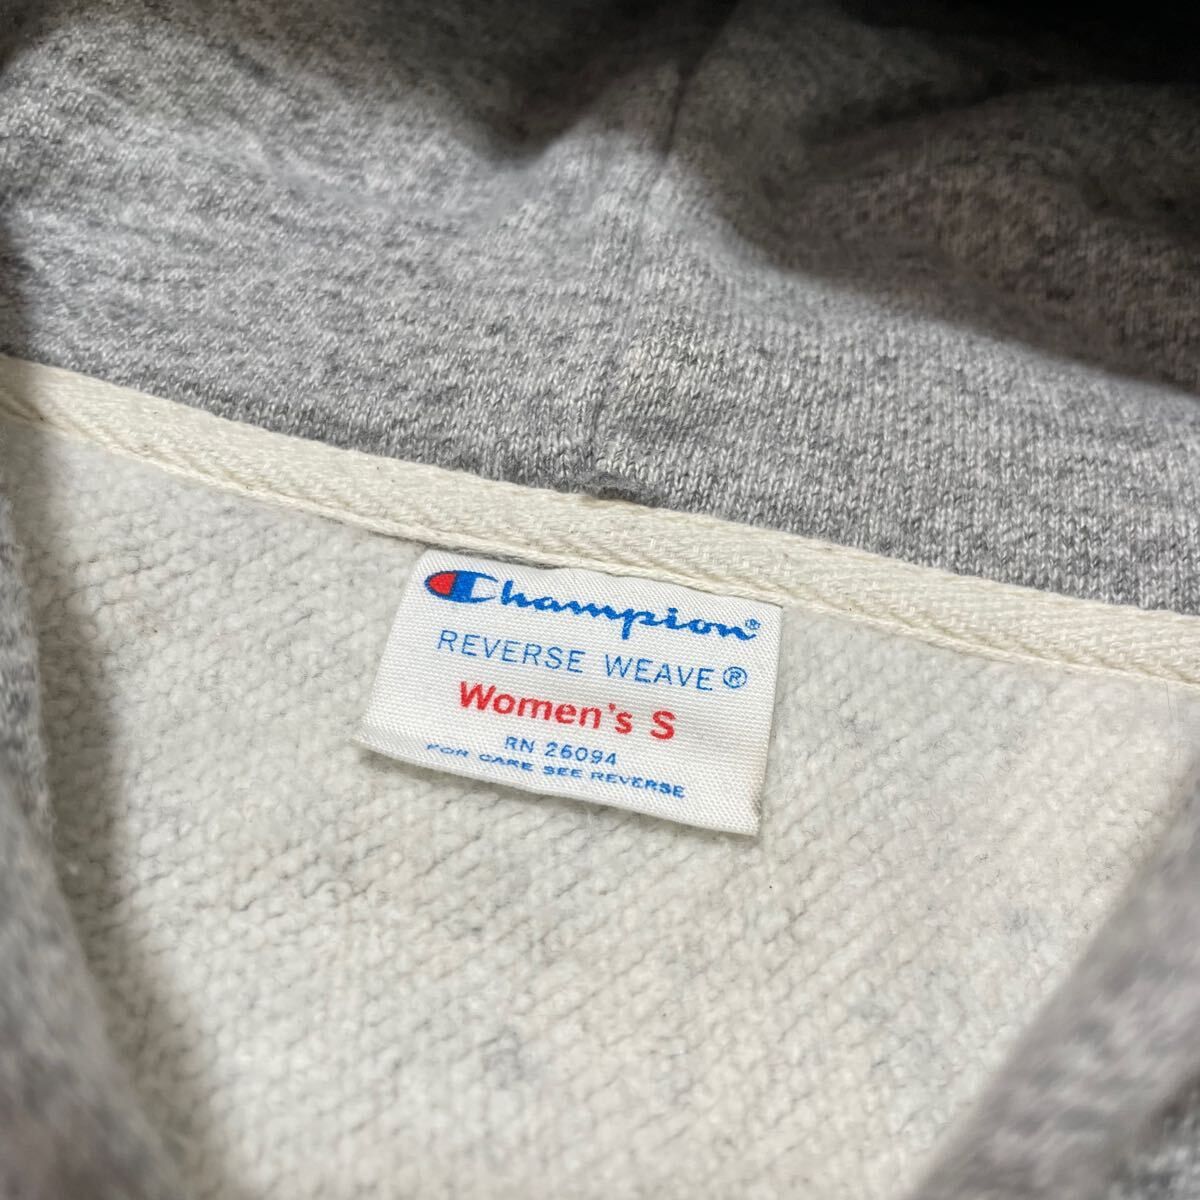 Champion®
REVERSE WEAVE®
Women's S
RN 26094
FOR CARE SEE REVERSE